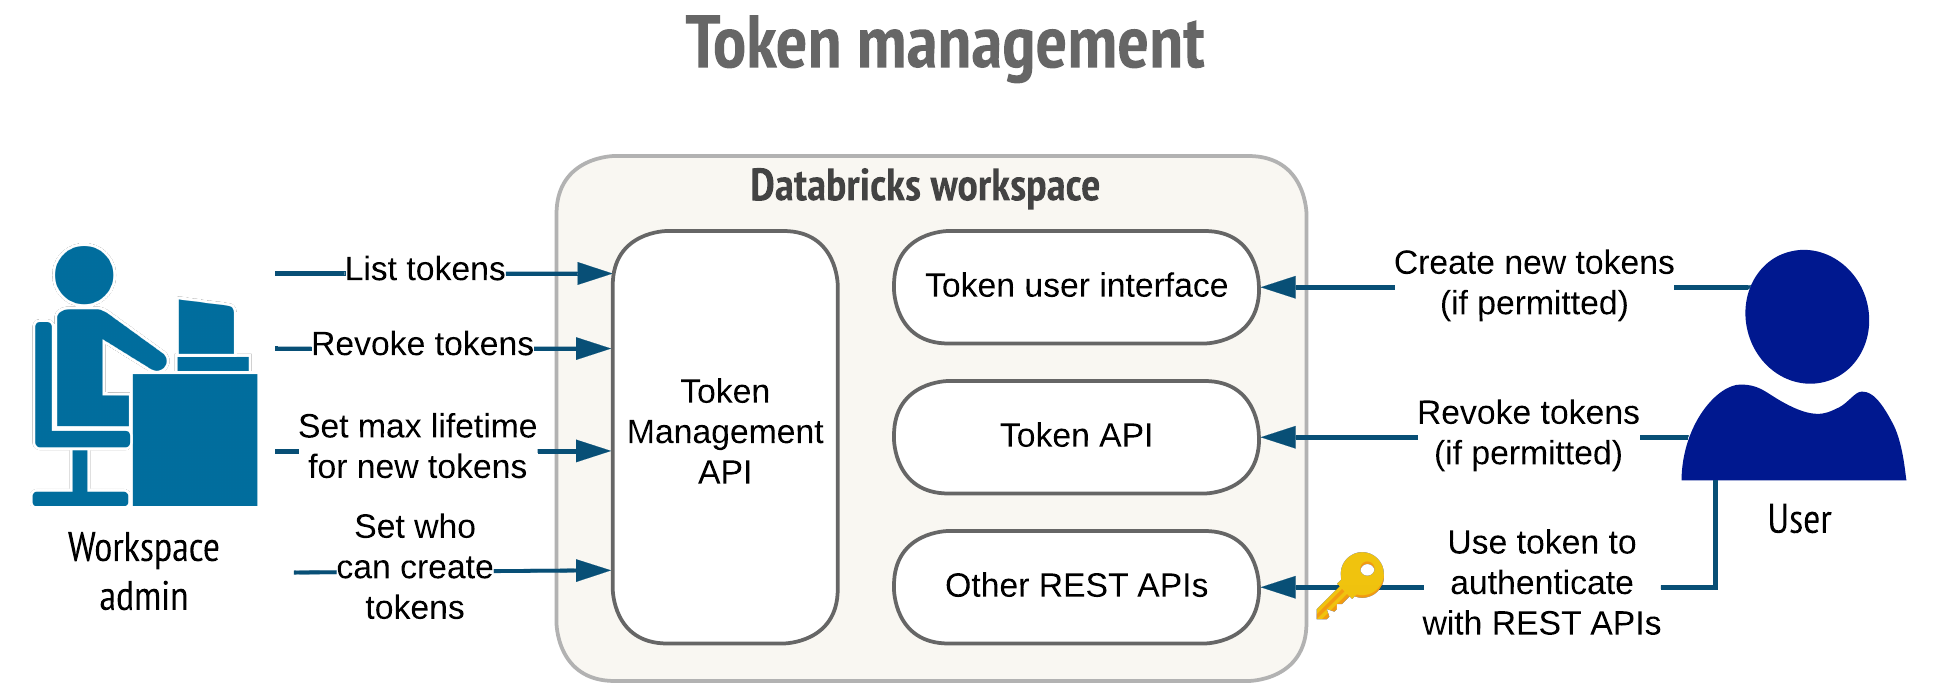 Token management
Databricks workspace
List tokens
Revoke tokens
Set max lifetime
for new tokens
Set who
can create
tokens
Workspace
admin
Token
Management
API
Token user interface
Token API
Other REST APIs
Create new tokens
(if permitted)
Revoke tokens
(if permitted)
Use token to
authenticate
with REST APIs
User